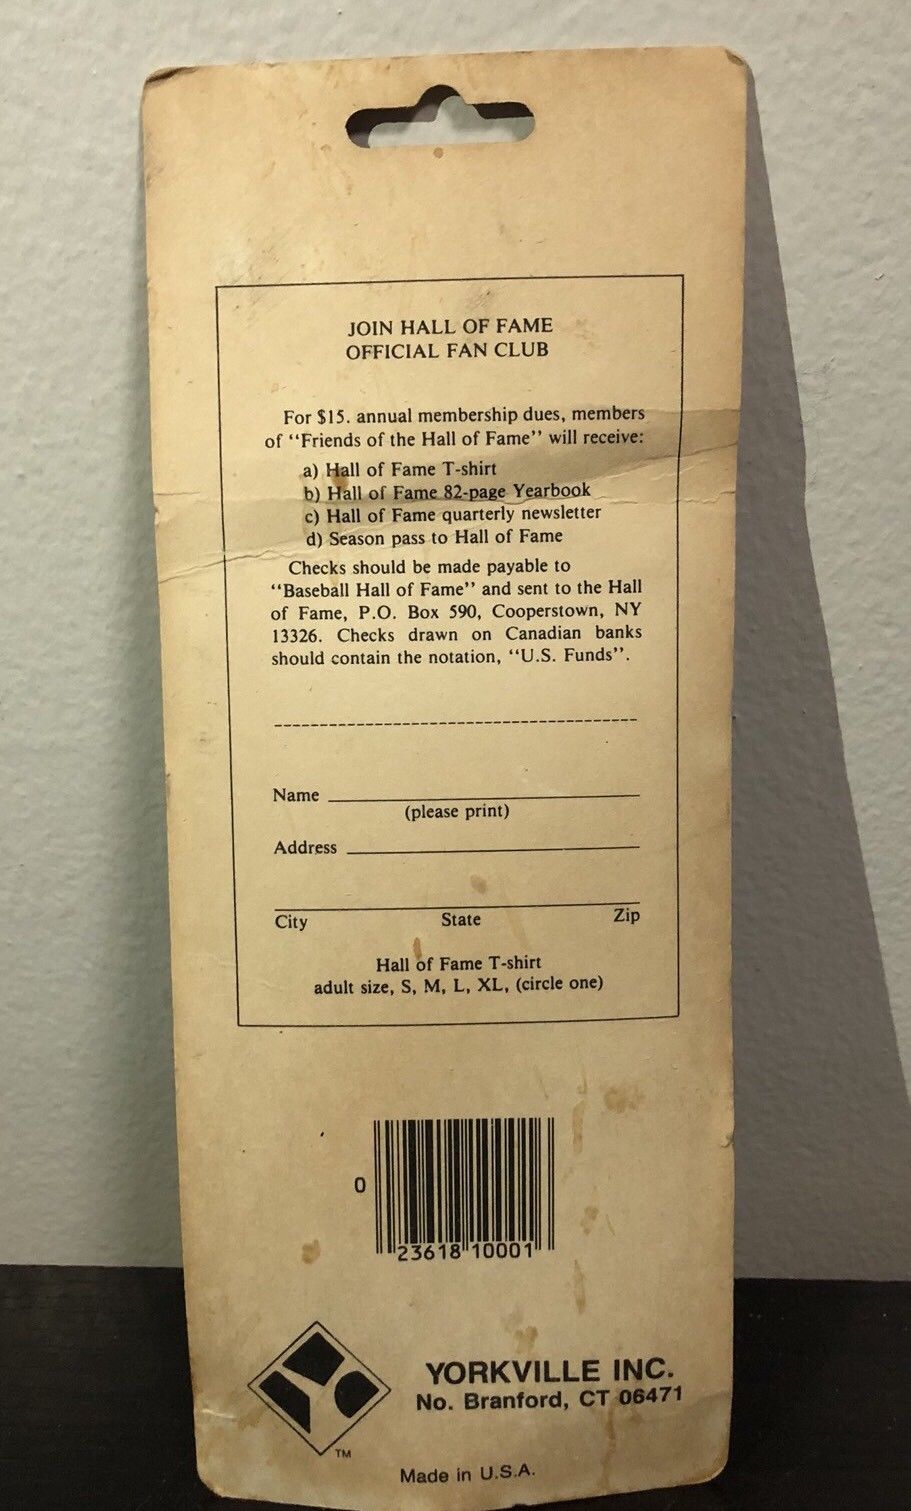 JOIN HALL OF FAME
OFFICIAL FAN CLUB
For $15. annual membership dues, members
of "Friends of the Hall of Fame" will receive:
a) Hall of Fame T-shirt
b) Hall of Fame 82-page Yearbook
c) Hall of Fame quarterly newsletter
d) Season pass to Hall of Fame
Checks should be made payable to
"Baseball Hall of Fame" and sent to the Hall
of Fame, P.O. Box 590, Cooperstown, NY
13326. Checks drawn on Canadian banks
should contain the notation, "U.S. Funds".
Name
(please print)
Address
City State Zip
Hall of Fame T-shirt
adult size, S, M, L, XL, (circle one)
0 23618 10001
YORKVILLE INC.
No. Branford, CT 06471
TM
Made in U.S.A.